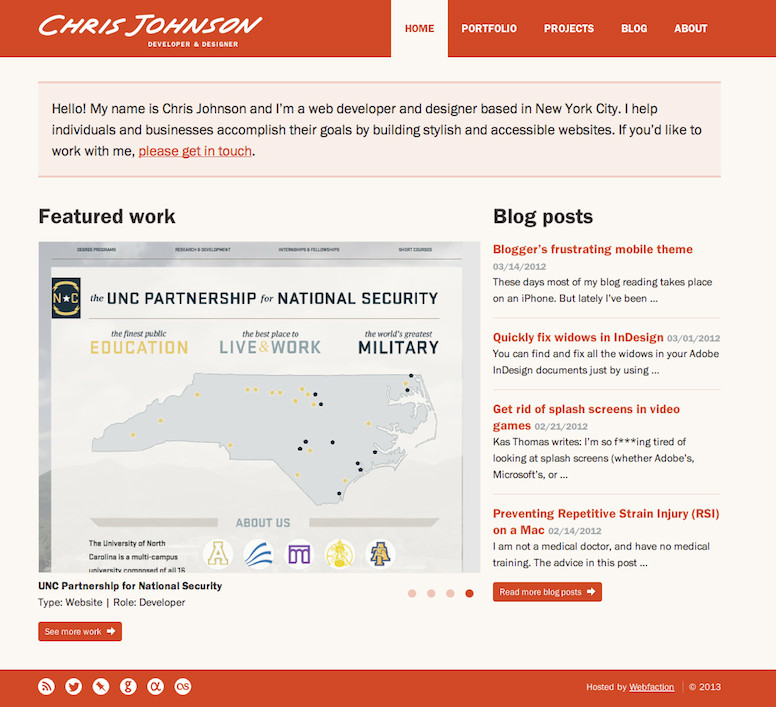 CHRIS JOHNSON
DEVELOPER & DESIGNER
HOME PORTFOLIO PROJECTS BLOG ABOUT
Hello! My name is Chris Johnson and I'm a web developer and designer based in New York City. I help
individuals and businesses accomplish their goals by building stylish and accessible websites. If you'd like to
work with me, please get in touch.
Featured work
DEGREE PROGRAMS RESEARCH & DEVELOPMENT INTERNSHIPS & FELLOWSHIPS SHORT COURSES
N★C
the UNC PARTNERSHIP for NATIONAL SECURITY
the finest public the best place to the world's greatest
EDUCATION LIVE&WORK MILITARY
ABOUT US
The University of North
Carolina is a multi-campus
university composed of all 16
A m A
UNC Partnership for National Security
Type: Website | Role: Developer
See more work
Blog posts
Blogger's frustrating mobile theme
03/14/2012
These days most of my blog reading takes place
on an iPhone. But lately I've been ...
Quickly fix widows in InDesign 03/01/2012
You can find and fix all the widows in your Adobe
InDesign documents just by using ...
Get rid of splash screens in video
games 02/21/2012
Kas Thomas writes: I'm so f***ing tired of
looking at splash screens (whether Adobe's,
Microsoft's, or ...
Preventing Repetitive Strain Injury (RSI)
on a Mac 02/14/2012
I am not a medical doctor, and have no medical
training. The advice in this post ...
Read more blog posts
g α os
Hosted by Webfaction | © 2013